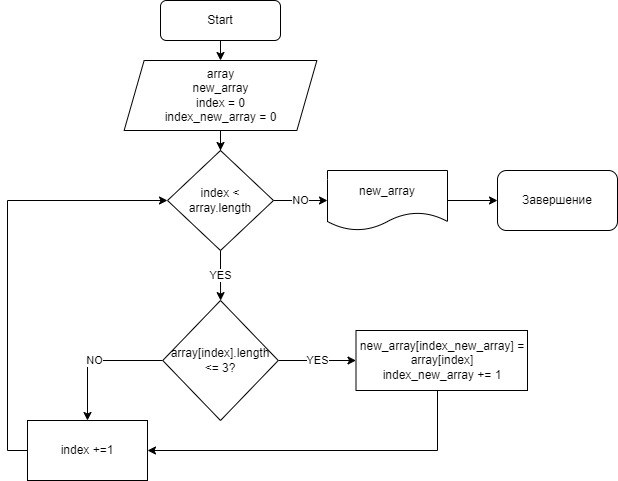 Start
array
new_array
index = 0
index_new_array = 0
index <
array.length
NO
new_array
Завершение
YES
array[index].length
<= 3?
NO
YES
new_array[index_new_array] =
array[index]
index_new_array += 1
index +=1